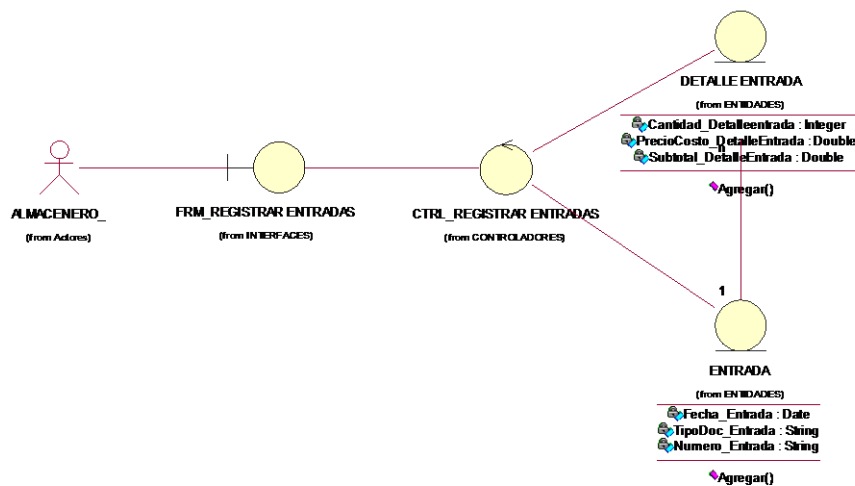 DETALLE ENTRADA
(from ENTIDADES)
Cantidad_Detalleentrada : Integer
PrecioCosto_DetalleEntrada : Double
n
Subtotal_DetalleEntrada : Double
Agregar()
ALMACENERO_
(from Actores)
FRM_REGISTRAR ENTRADAS
(from INTERFACES)
CTRL_REGISTRAR ENTRADAS
(from CONTROLADORES)
1
ENTRADA
(from ENTIDADES)
Fecha_Entrada : Date
TipoDoc_Entrada : String
Numero_Entrada : String
Agregar()